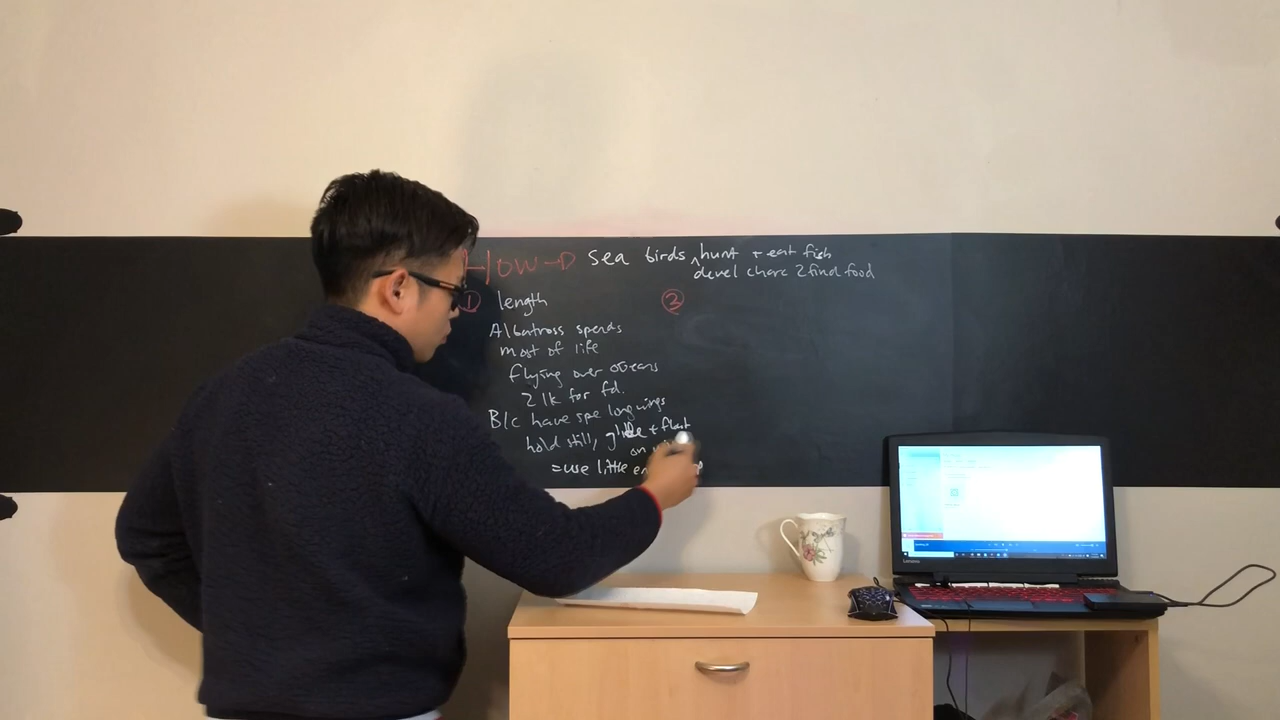 How → sea birds ^ hunt + eat fish
devel charc 2 find food
① length
②
Albatross spends
most of life
flying over oceans
2 lk for fd.
B/c have spe long wings
hold still, glide + float
on
= use little
Lenovo